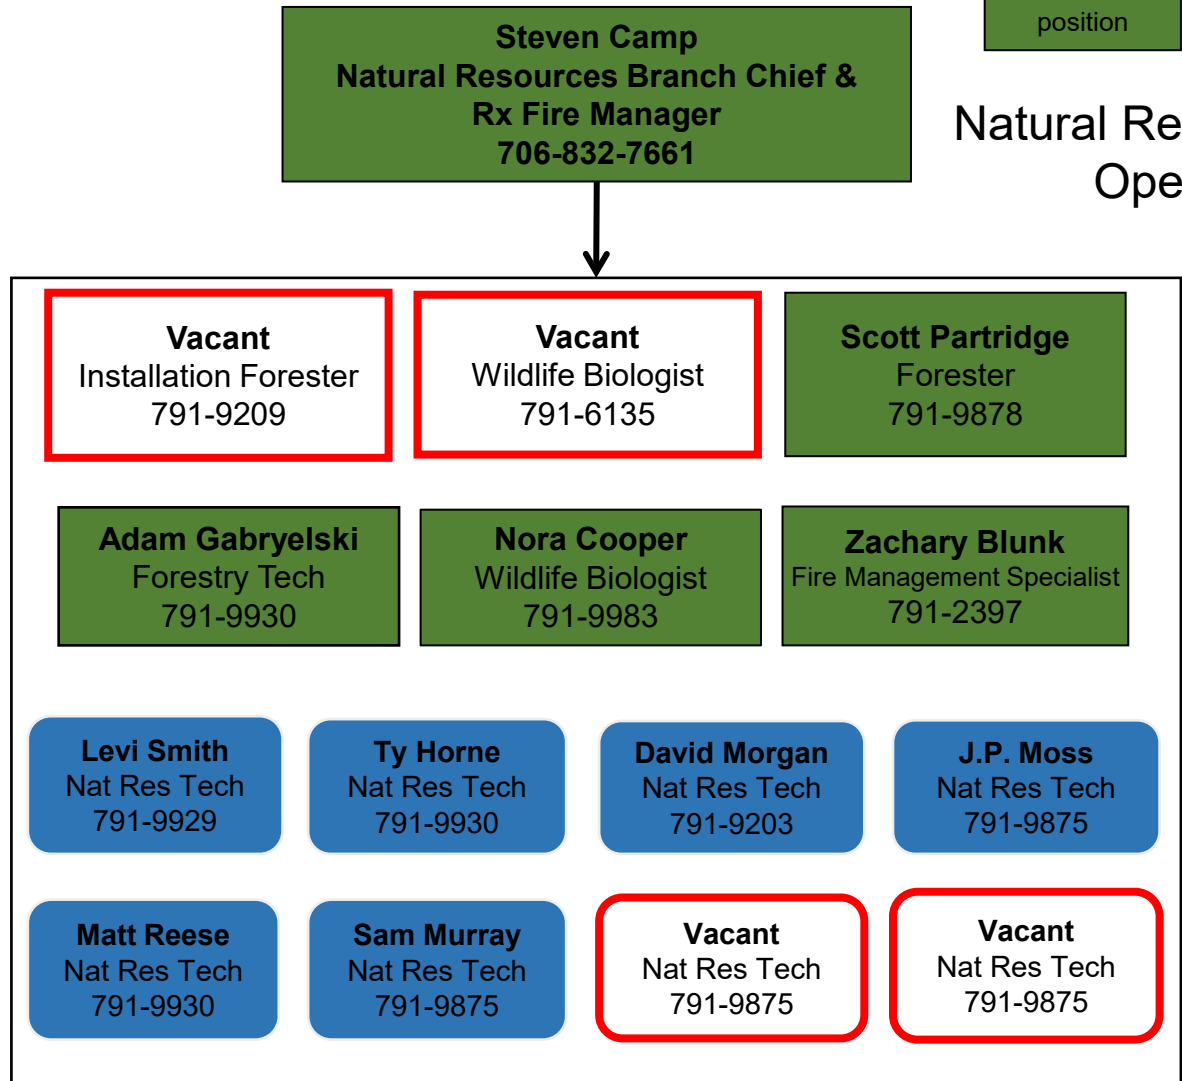 position
Steven Camp
Natural Resources Branch Chief &
Rx Fire Manager
706-832-7661
Natural Re
Ope
Vacant
Installation Forester
791-9209
Vacant
Wildlife Biologist
791-6135
Scott Partridge
Forester
791-9878
Adam Gabryelski
Forestry Tech
791-9930
Nora Cooper
Wildlife Biologist
791-9983
Zachary Blunk
Fire Management Specialist
791-2397
Levi Smith
Nat Res Tech
791-9929
Ty Horne
Nat Res Tech
791-9930
David Morgan
Nat Res Tech
791-9203
J.P. Moss
Nat Res Tech
791-9875
Matt Reese
Nat Res Tech
791-9930
Sam Murray
Nat Res Tech
791-9875
Vacant
Nat Res Tech
791-9875
Vacant
Nat Res Tech
791-9875